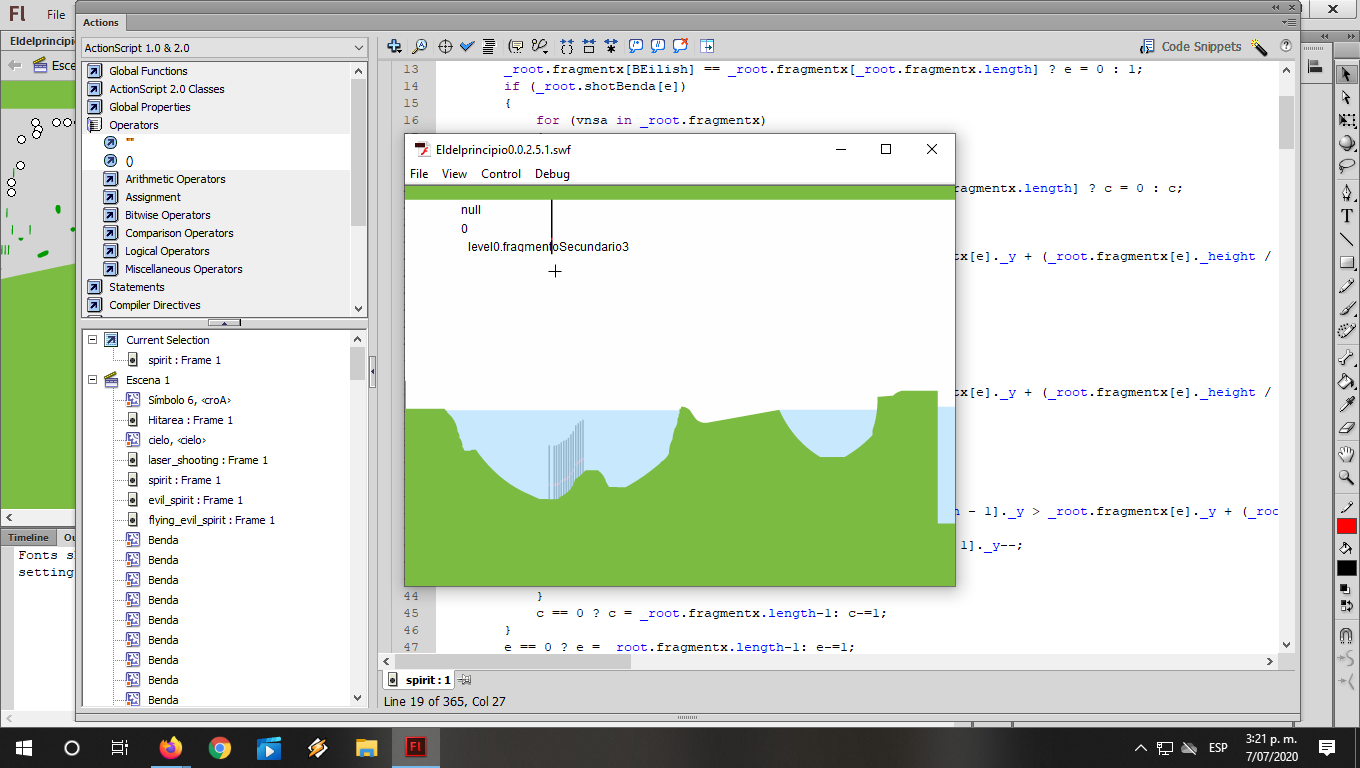 Fl File
Actions
Eldelprincipio
ActionScript 1.0 & 2.0
Code Snippets
Esce
Global Functions
ActionScript 2.0 Classes
Global Properties
Operators
""
()
Arithmetic Operators
Assignment
Bitwise Operators
Comparison Operators
Logical Operators
Miscellaneous Operators
Statements
Compiler Directives
Current Selection
spirit : Frame 1
Escena 1
Símbolo 6, <croA>
Hitarea : Frame 1
cielo, <cielo>
laser_shooting : Frame 1
spirit : Frame 1
evil_spirit : Frame 1
flying_evil_spirit : Frame 1
Benda
Benda
Benda
Benda
Benda
Benda
Benda
Benda
Benda
Timeline
Ou
Fonts s
setting
13 _root.fragmentx[BEilish] == _root.fragmentx[_root.fragmentx.length] ? e = 0 : 1;
14 if (_root.shotBenda[e])
15 {
16 for (vnsa in _root.fragmentx)
agmentx.length] ? c = 0 : c;
tx[e]._y + (_root.fragmentx[e]._height /
tx[e]._y + (_root.fragmentx[e]._height /
h - 1]._y > _root.fragmentx[e]._y + (_roo
1]._y--;
44 }
45 c == 0 ? c = _root.fragmentx.length-1: c-=1;
46 }
47 e == 0 ? e = _root.fragmentx.length-1: e-=1;
Eldelprincipio0.0.2.5.1.swf
File View Control Debug
null
0
level0.fragmentoSecundario3
spirit : 1
Line 19 of 365, Col 27
Fl
ESP
3:21 p. m.
7/07/2020